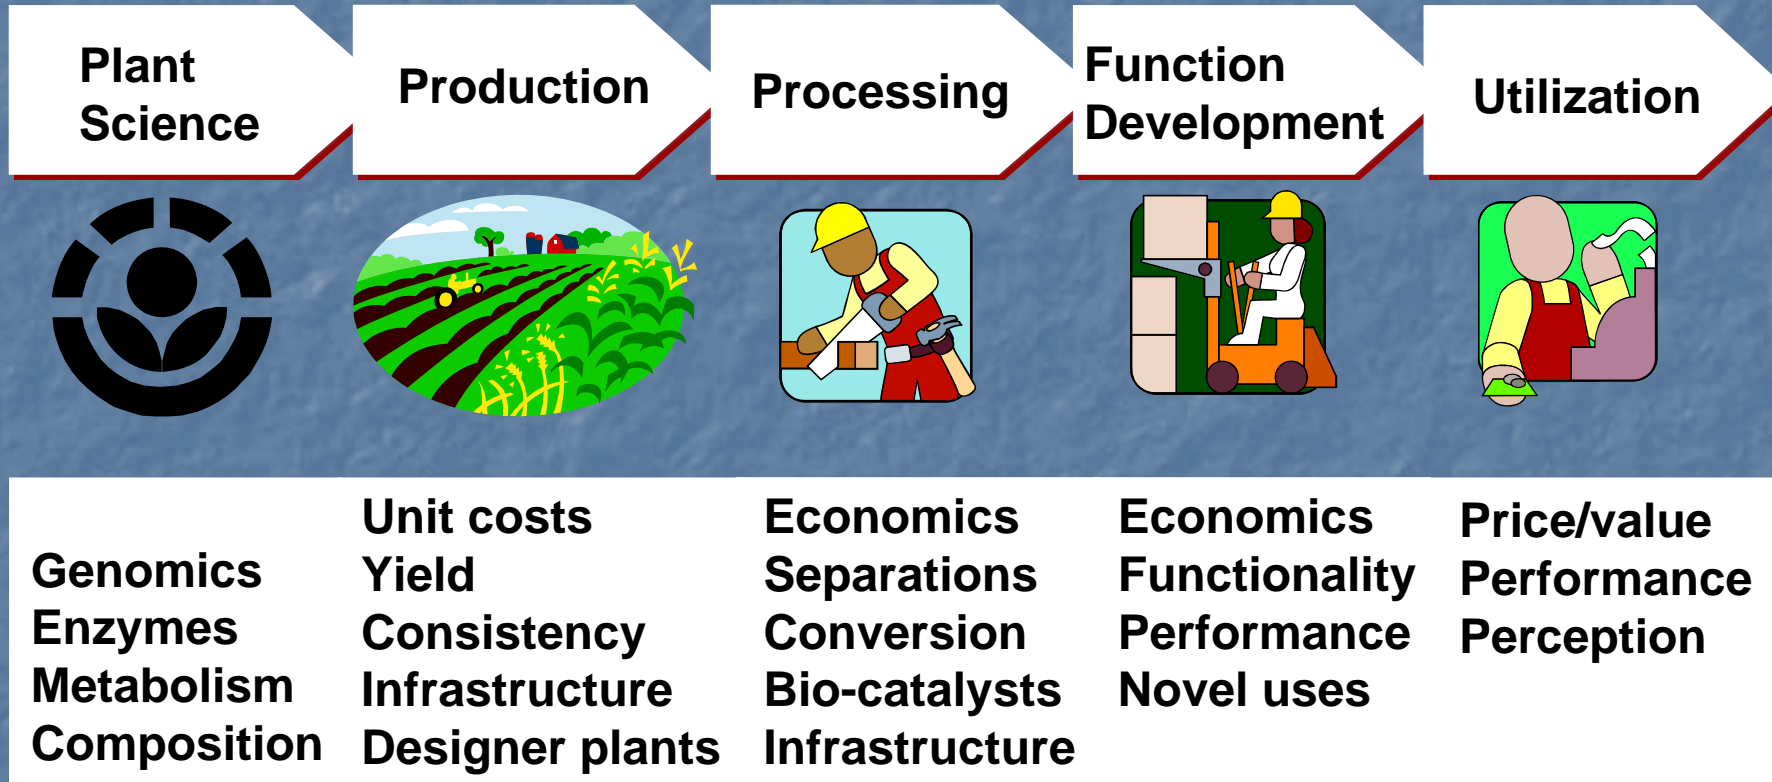 Plant
Science
Production
Processing
Function
Development
Utilization
Genomics
Enzymes
Metabolism
Composition
Unit costs
Yield
Consistency
Infrastructure
Designer plants
Economics
Separations
Conversion
Bio-catalysts
Infrastructure
Economics
Functionality
Performance
Novel uses
Price/value
Performance
Perception